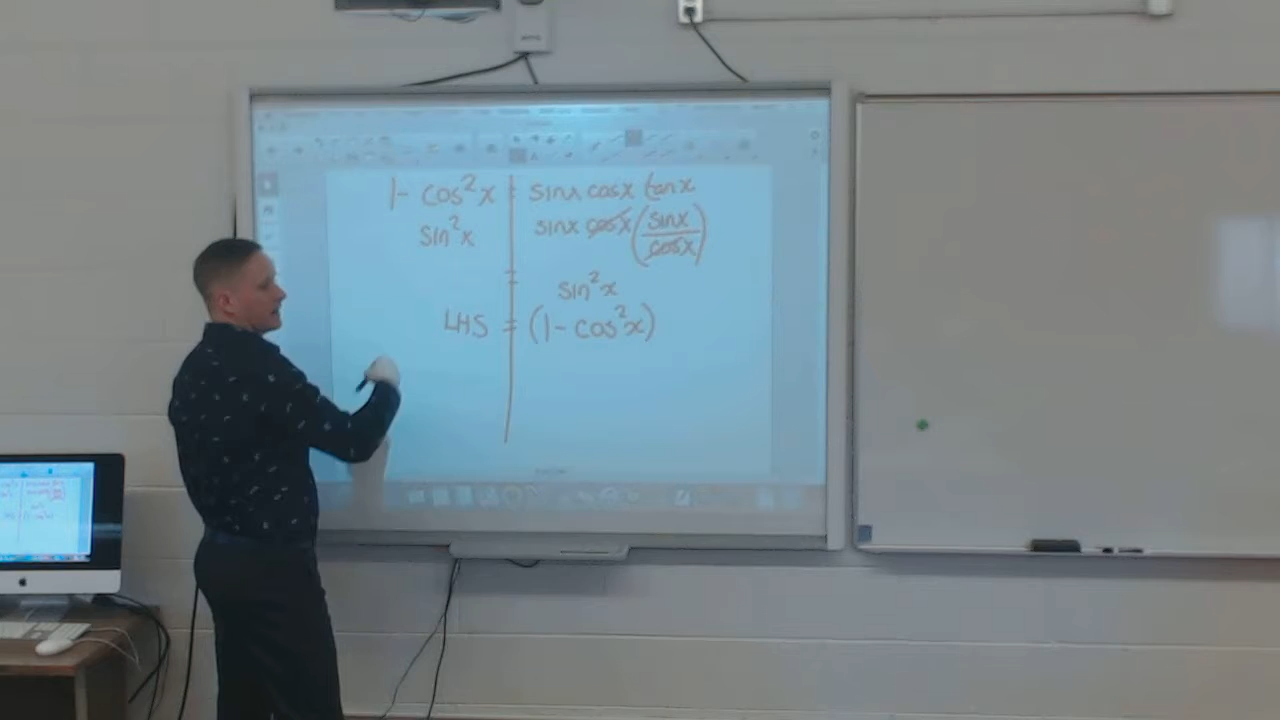 1 - cos²x = sinx cosx tanx
sin²x sinx cosx (sinx/cosx)
= sin²x
LHS = (1 - cos²x)